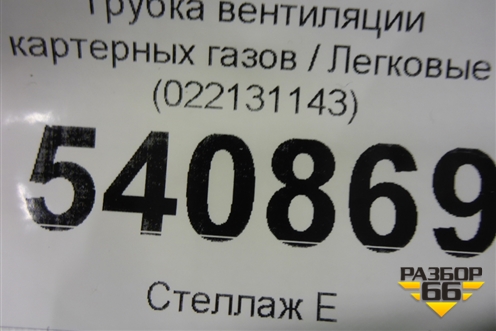 Трубка вентиляции
картерных газов / Легковые
(022131143)
540869
Стеллаж Е
РАЗБОР
66